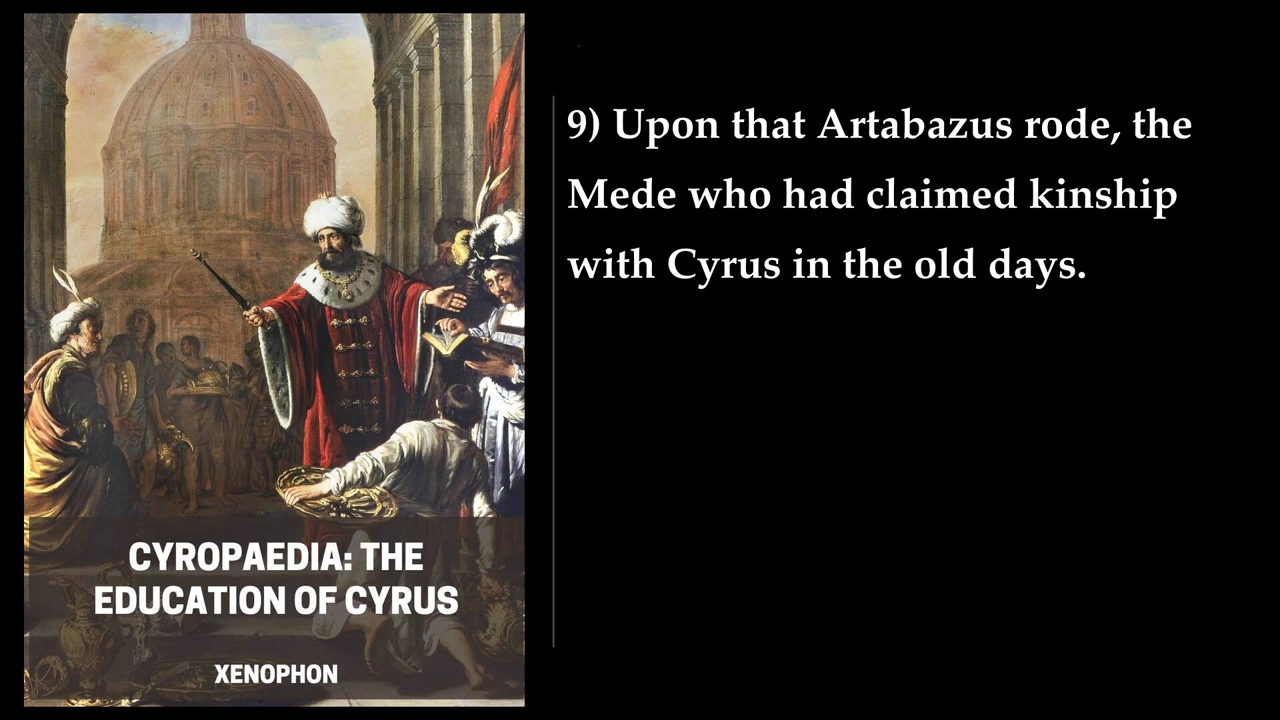 CYROPAEDIA: THE
EDUCATION OF CYRUS
XENOPHON
9) Upon that Artabazus rode, the
Mede who had claimed kinship
with Cyrus in the old days.